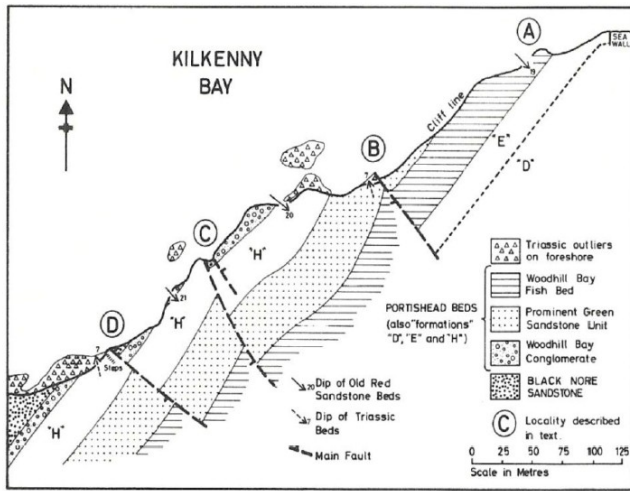 KILKENNY
BAY
N
A
SEA
WALL
19
Cliff line
"E"
"D"
B
7
20
"H"
C
"H"
21
"H"
D
7
Steps
"H"
Triassic outliers
on foreshore
Woodhill Bay
Fish Bed
PORTISHEAD BEDS
(also "formations"
"D", "E" and "H")
Prominent Green
Sandstone Unit
Woodhill Bay
Conglomerate
BLACK NORE
SANDSTONE
20 Dip of Old Red
Sandstone Beds
Dip of Triassic
Beds
Main Fault
C Locality described
in text.
0 25 50 75 100 125
Scale in Metres